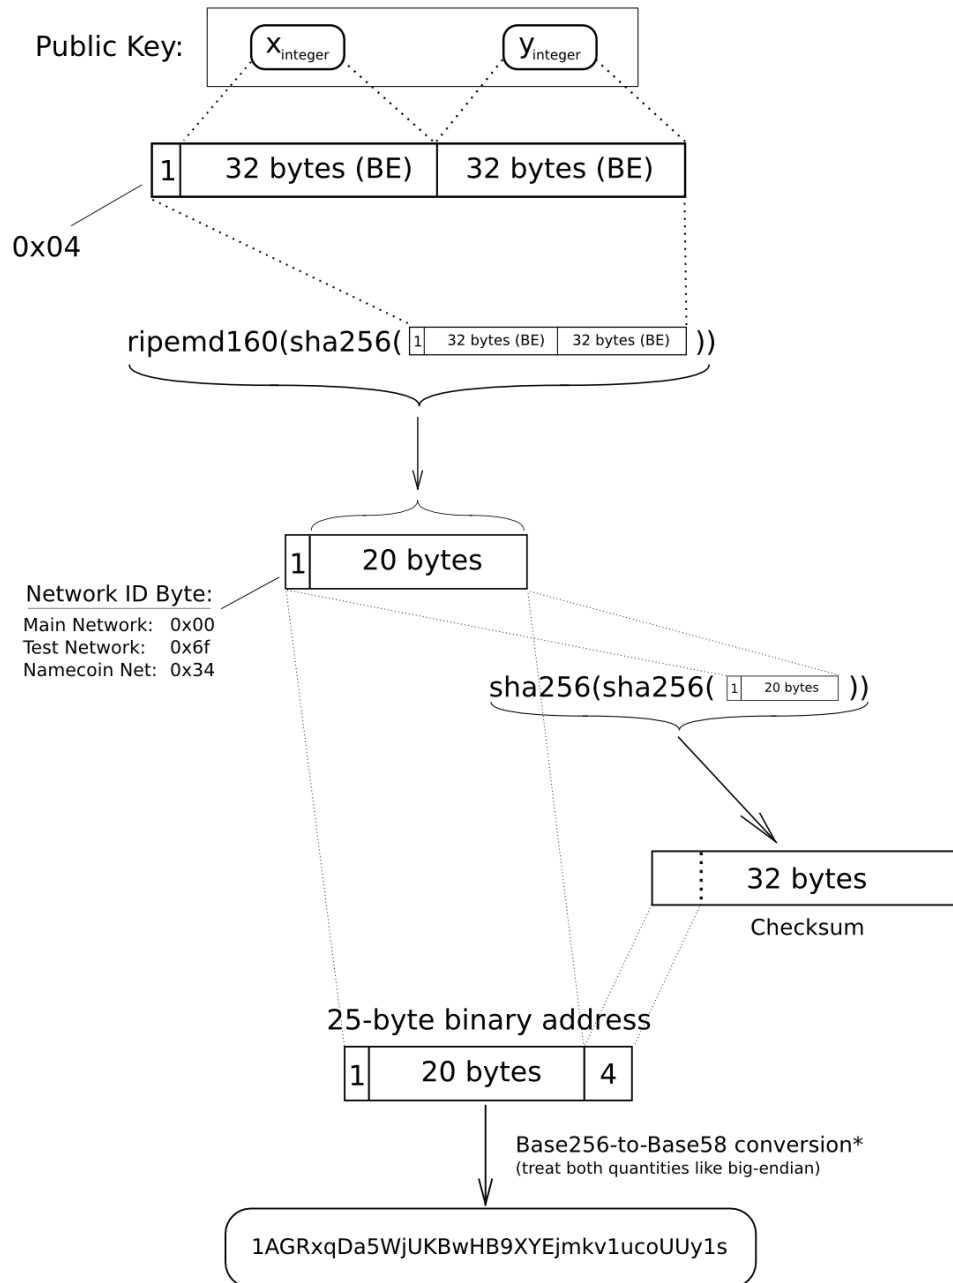 Public Key:
x integer
y integer
1
32 bytes (BE)
32 bytes (BE)
0x04
ripemd160(sha256( 1 32 bytes (BE) 32 bytes (BE) ))
1
20 bytes
Network ID Byte:
Main Network: 0x00
Test Network: 0x6f
Namecoin Net: 0x34
sha256(sha256( 1 20 bytes ))
32 bytes
Checksum
25-byte binary address
1
20 bytes
4
Base256-to-Base58 conversion*
(treat both quantities like big-endian)
1AGRxqDa5WjUKBwHB9XYEjmkv1ucoUUy1s